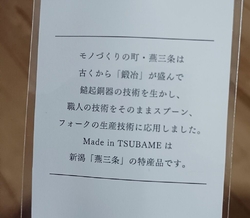 モノづくりの町・燕三条は
古くから「鍛冶」が盛んで
鎚起銅器の技術を生かし、
職人の技術をそのままスプーン、
フォークの生産技術に応用しました。
Made in TSUBAME は
新潟「燕三条」の特産品です。